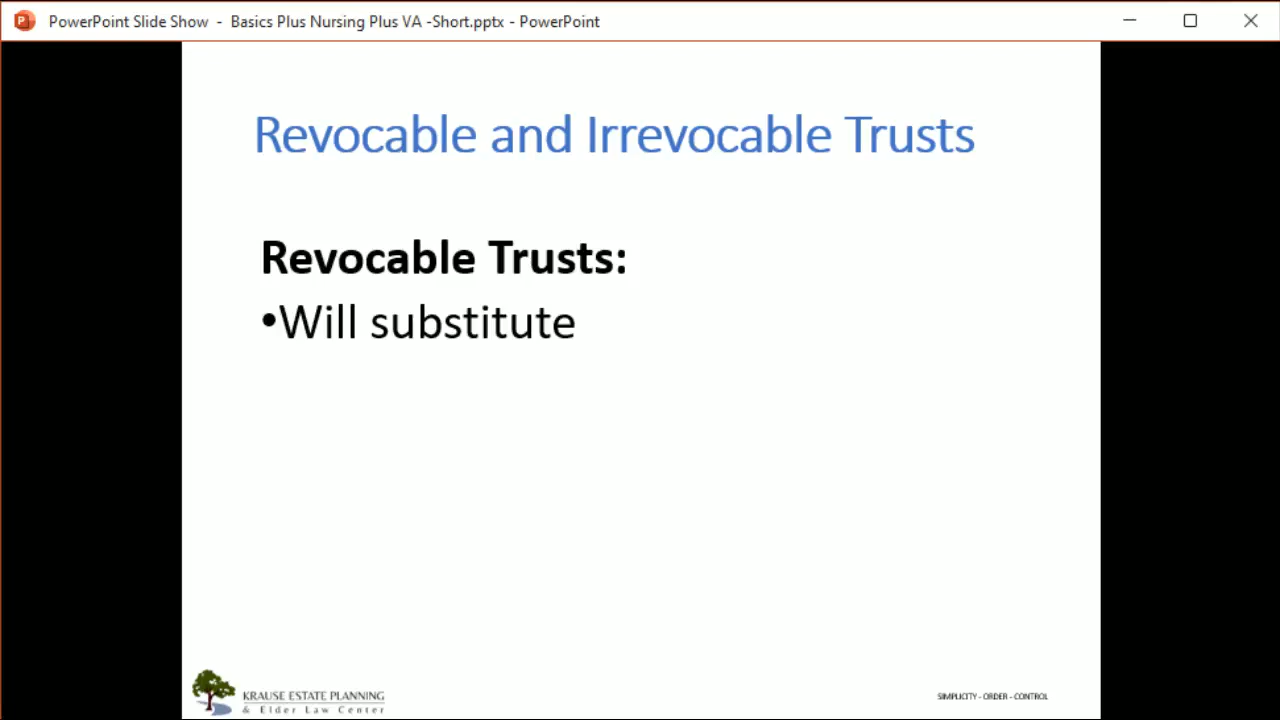 PowerPoint Slide Show - Basics Plus Nursing Plus VA -Short.pptx - PowerPoint
Revocable and Irrevocable Trusts
Revocable Trusts:
•Will substitute
KRAUSE ESTATE PLANNING
& Elder Law Center
SIMPLICITY - ORDER - CONTROL